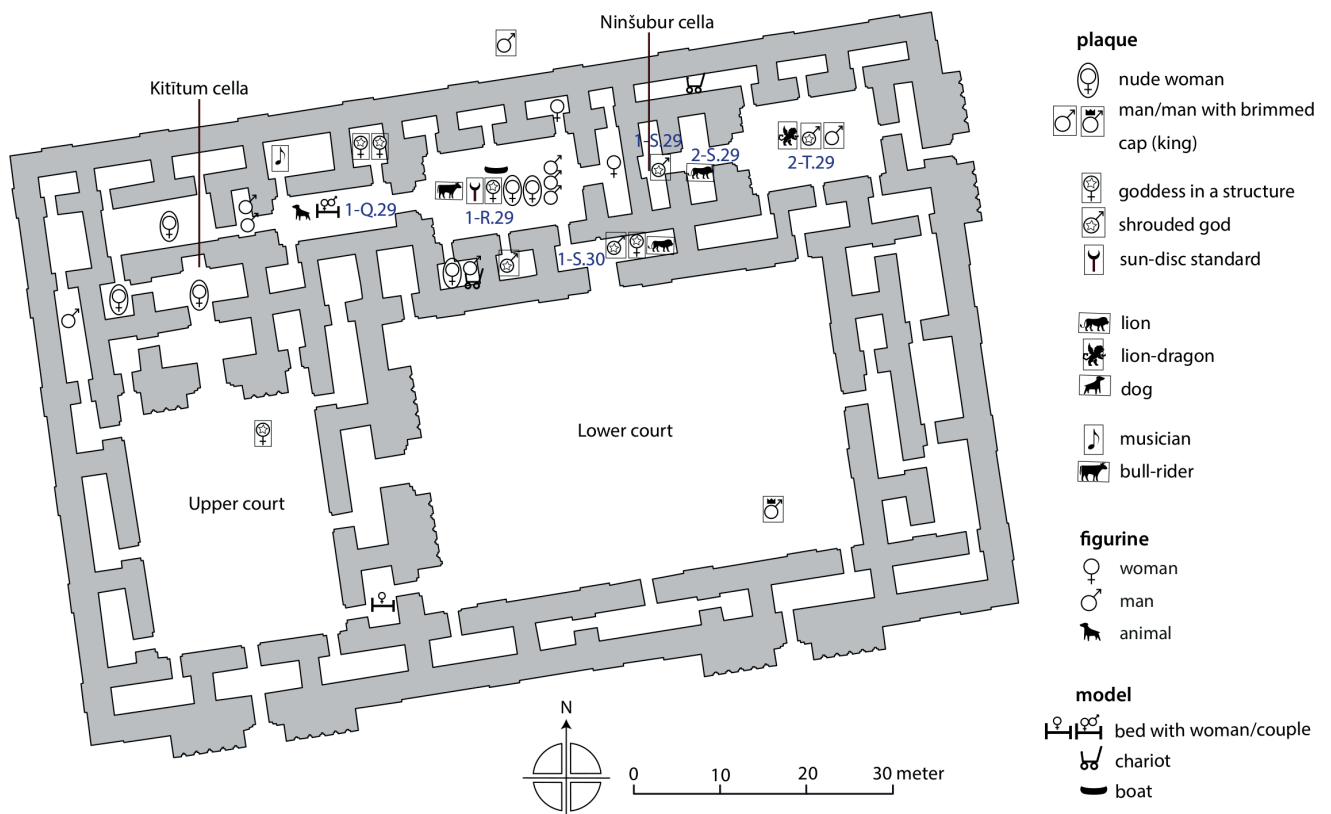 Ninšubur cella
Kitītum cella
1-S.29
2-S.29
2-T.29
1-Q.29
1-R.29
1-S.30
Lower court
Upper court
N
0 10 20 30 meter
plaque
nude woman
man/man with brimmed
cap (king)
goddess in a structure
shrouded god
sun-disc standard
lion
lion-dragon
dog
musician
bull-rider
figurine
woman
man
animal
model
bed with woman/couple
chariot
boat